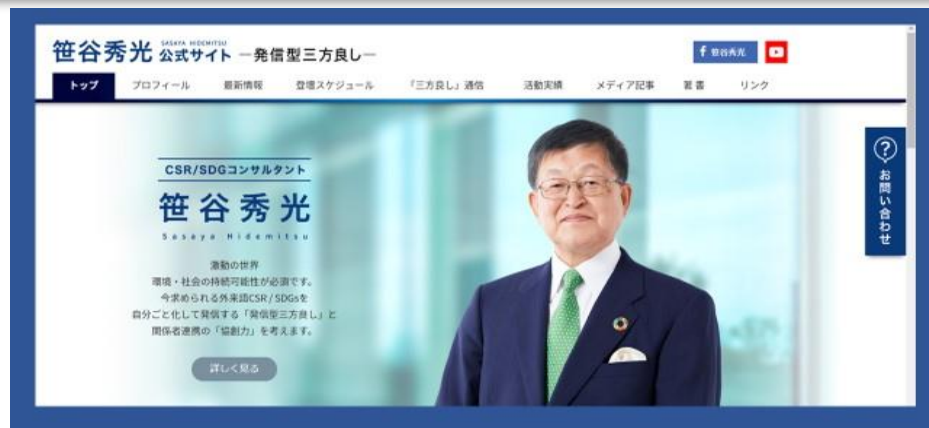 笹谷秀光 SASAYA HIDEMITSU 公式サイト ―発信型三方良し―
f 笹谷秀光
トップ プロフィール 最新情報 登壇スケジュール 『三方良し』通信 活動実績 メディア記事 著書 リンク
CSR/SDGコンサルタント
笹谷秀光
Sasaya Hidemitsu
激動の世界
環境・社会の持続可能性が必須です。
今求められる外来語CSR / SDGsを
自分ごと化して発信する「発信型三方良し」と
関係者連携の「協創力」を考えます。
詳しく見る
? お問い合わせ